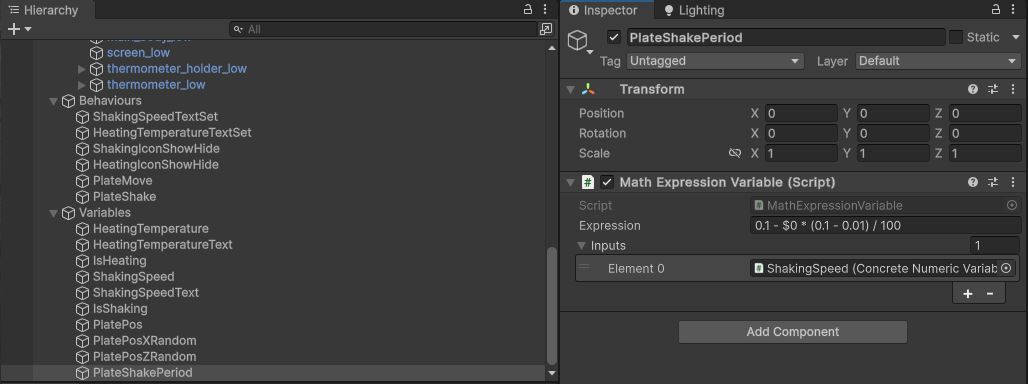 Hierarchy
All
screen_low
thermometer_holder_low
thermometer_low
Behaviours
ShakingSpeedTextSet
HeatingTemperatureTextSet
ShakingIconShowHide
HeatingIconShowHide
PlateMove
PlateShake
Variables
HeatingTemperature
HeatingTemperatureText
IsHeating
ShakingSpeed
ShakingSpeedText
IsShaking
PlatePos
PlatePosXRandom
PlatePosZRandom
PlateShakePeriod
Inspector Lighting
PlateShakePeriod Static
Tag Untagged Layer Default
Transform
Position X 0 Y 0 Z 0
Rotation X 0 Y 0 Z 0
Scale X 1 Y 1 Z 1
# Math Expression Variable (Script)
Script # MathExpressionVariable
Expression 0.1 - $0 * (0.1 - 0.01) / 100
Inputs 1
Element 0 # ShakingSpeed (Concrete Numeric Variab
+ -
Add Component